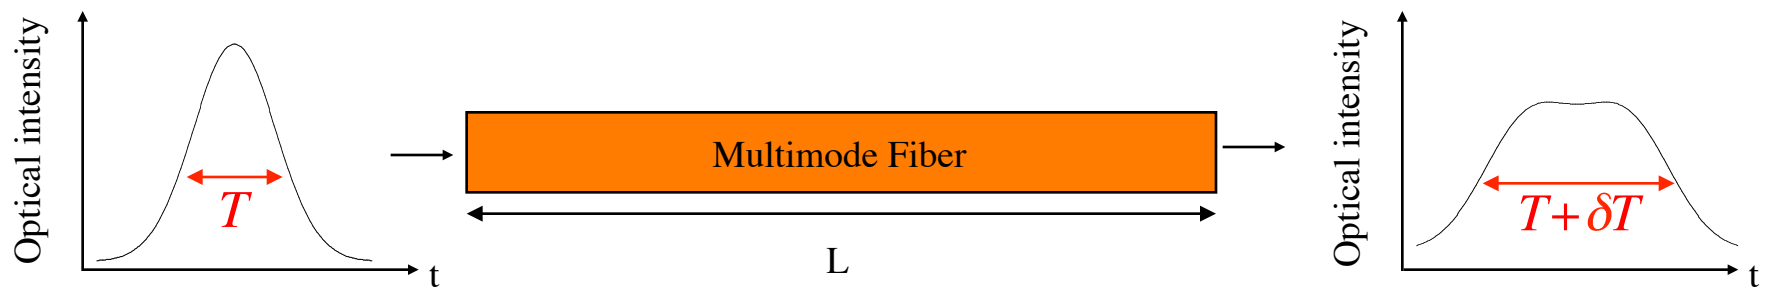 Optical intensity
T
t
Multimode Fiber
L
Optical intensity
T+ δT
t